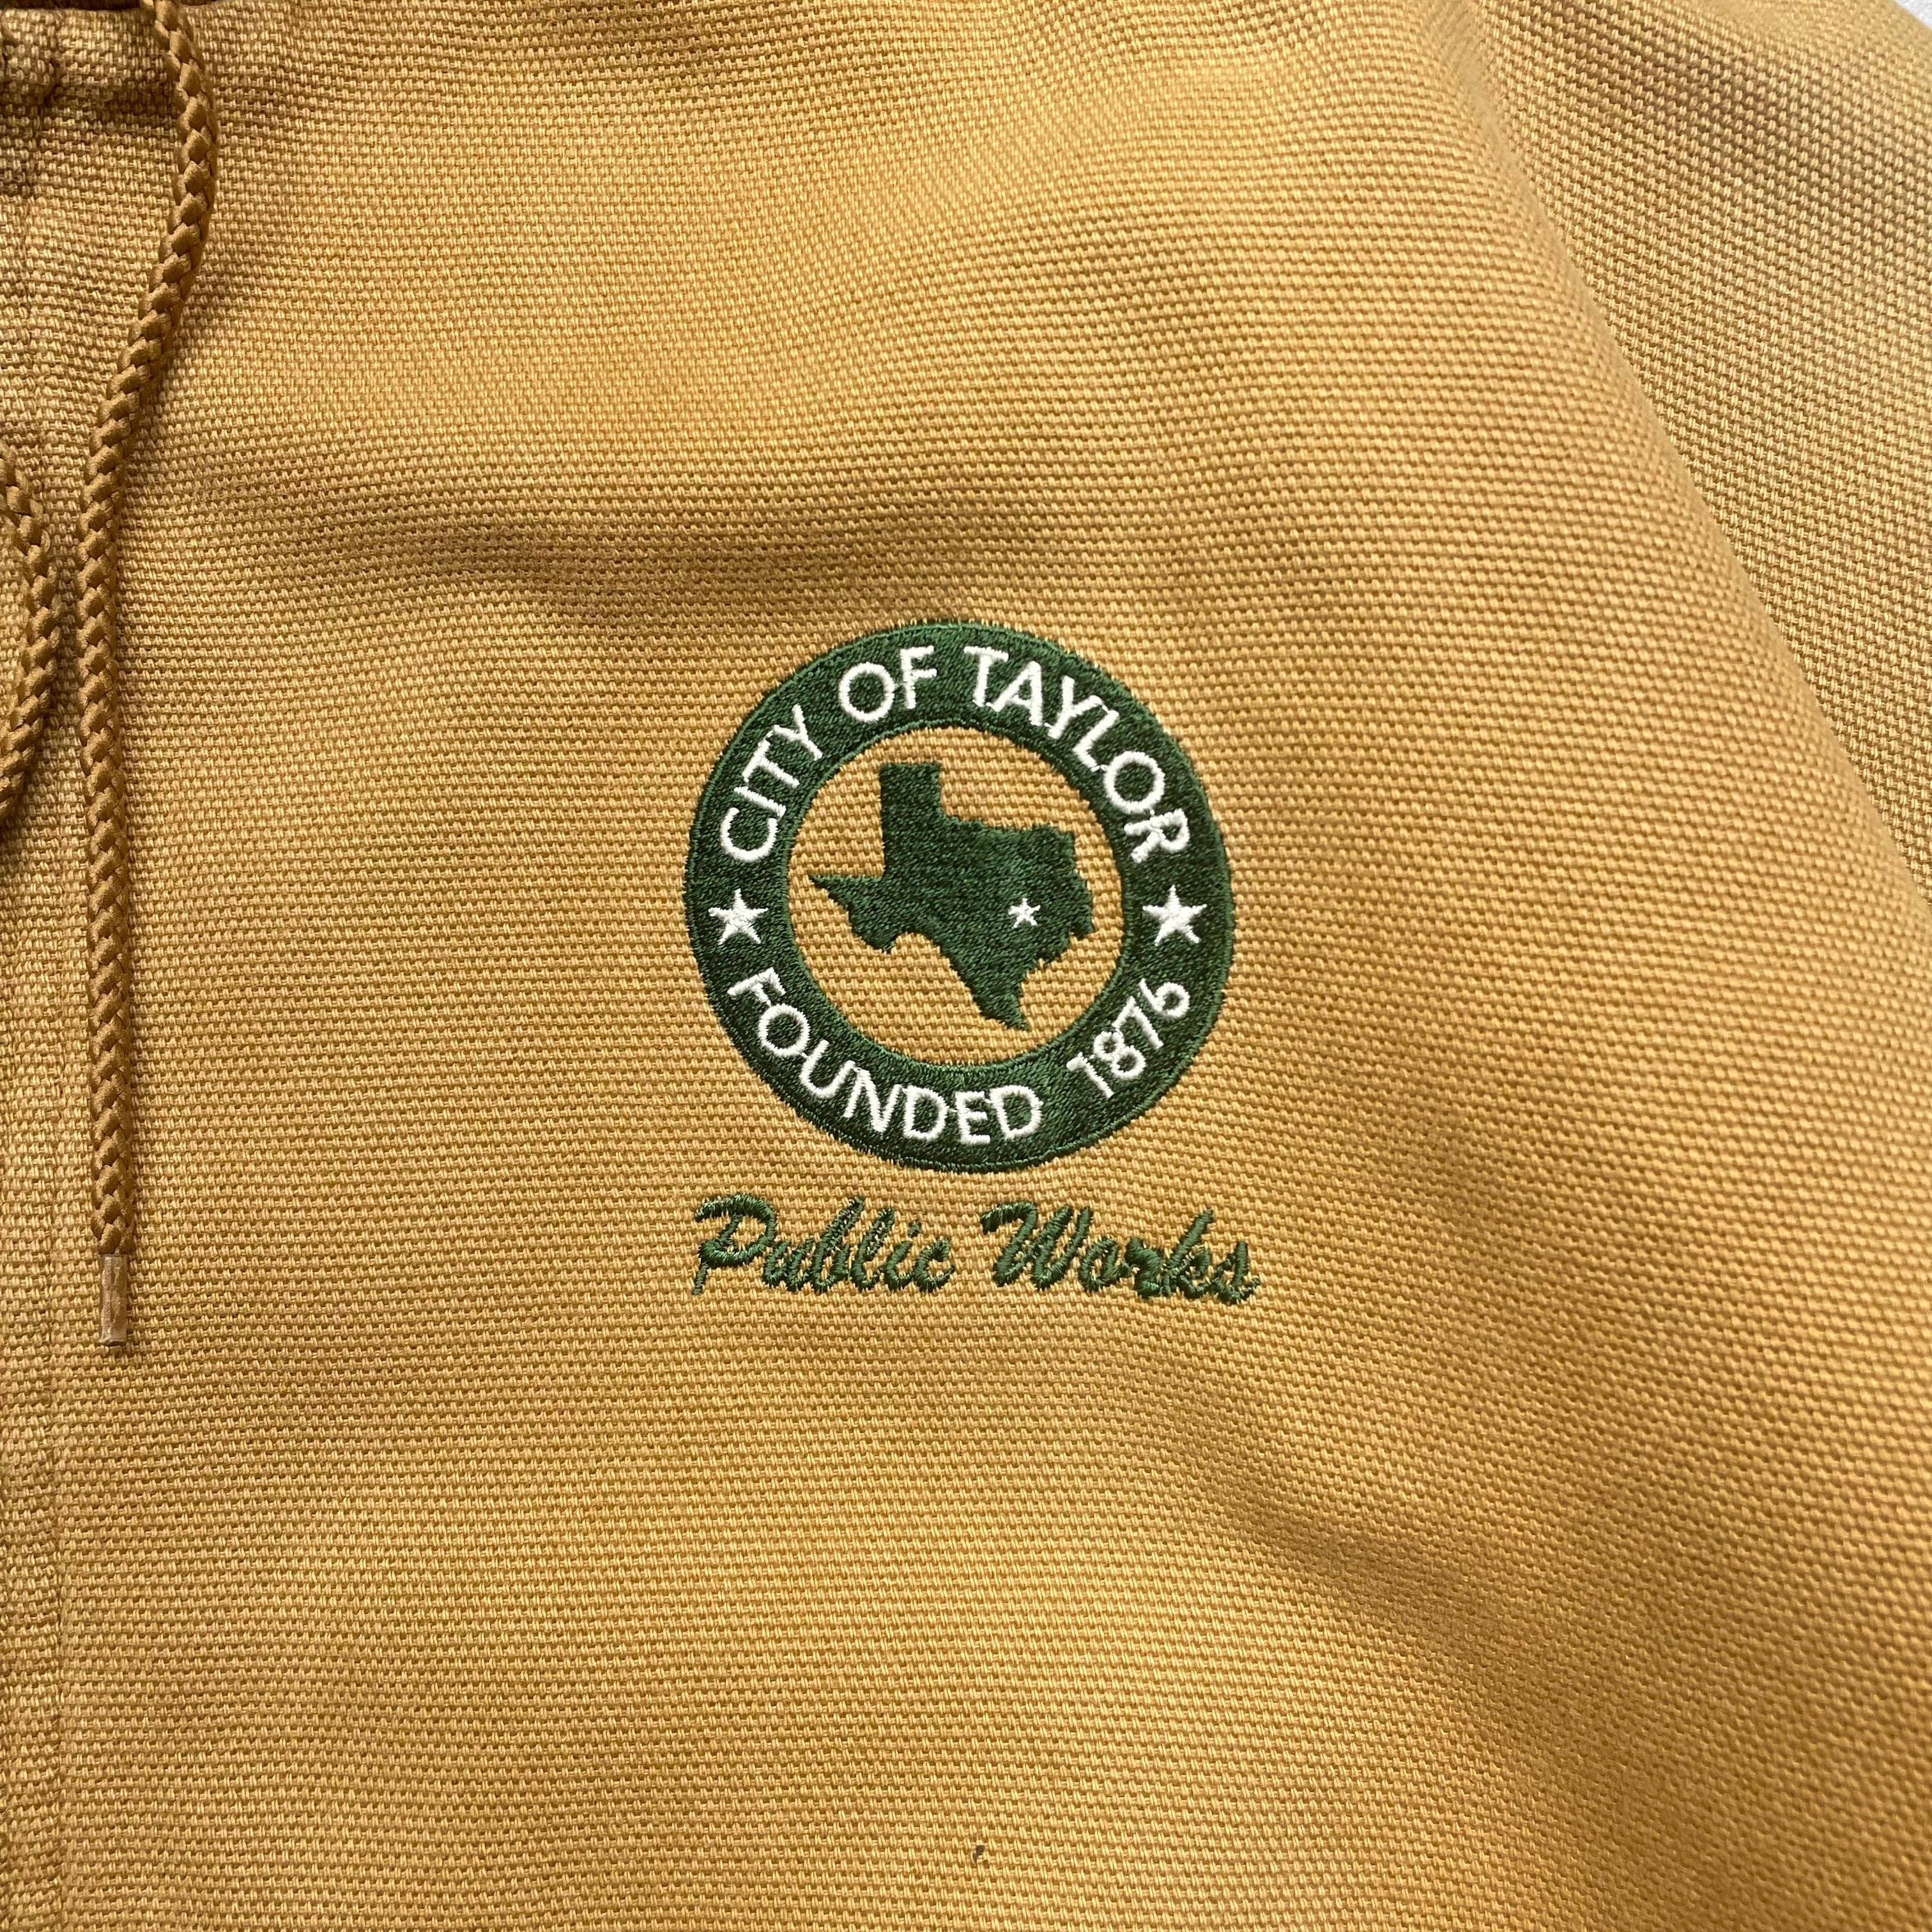 CITY OF TAYLOR
FOUNDED 1876
Public Works